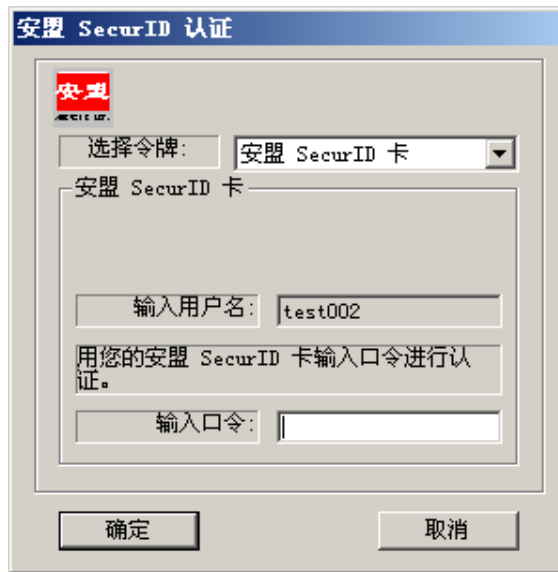 安盟 SecurID 认证
安盟
选择令牌:
安盟 SecurID 卡
安盟 SecurID 卡
输入用户名:
test002
用您的安盟 SecurID 卡输入口令进行认
证。
输入口令:
确定
取消